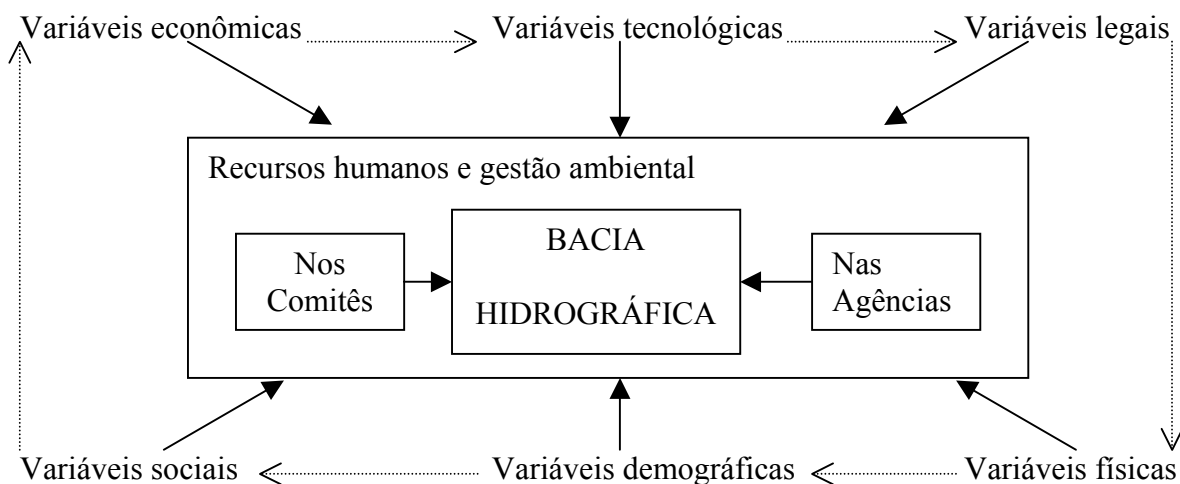 Variáveis econômicas Variáveis tecnológicas Variáveis legais
Recursos humanos e gestão ambiental
Nos
Comitês
BACIA
HIDROGRÁFICA
Nas
Agências
Variáveis sociais Variáveis demográficas Variáveis físicas